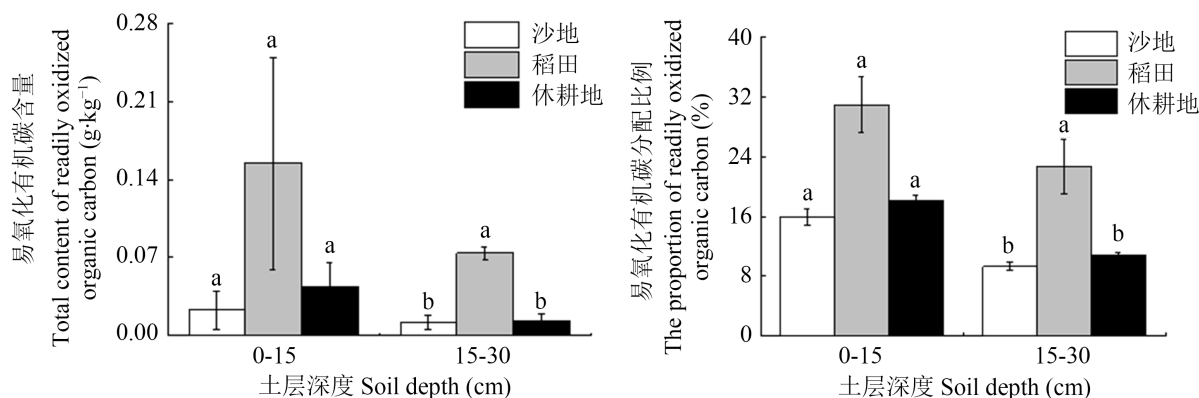 易氧化有机碳含量
Total content of readily oxidized
organic carbon (g·kg⁻¹)
0.28
0.21
0.14
0.07
0.00
沙地
稻田
休耕地
a
a
a
b
a
b
0-15
15-30
土层深度 Soil depth (cm)
易氧化有机碳分配比例
The proportion of readily oxidized
organic carbon (%)
40
32
24
16
8
0
沙地
稻田
休耕地
a
a
a
b
a
b
0-15
15-30
土层深度 Soil depth (cm)